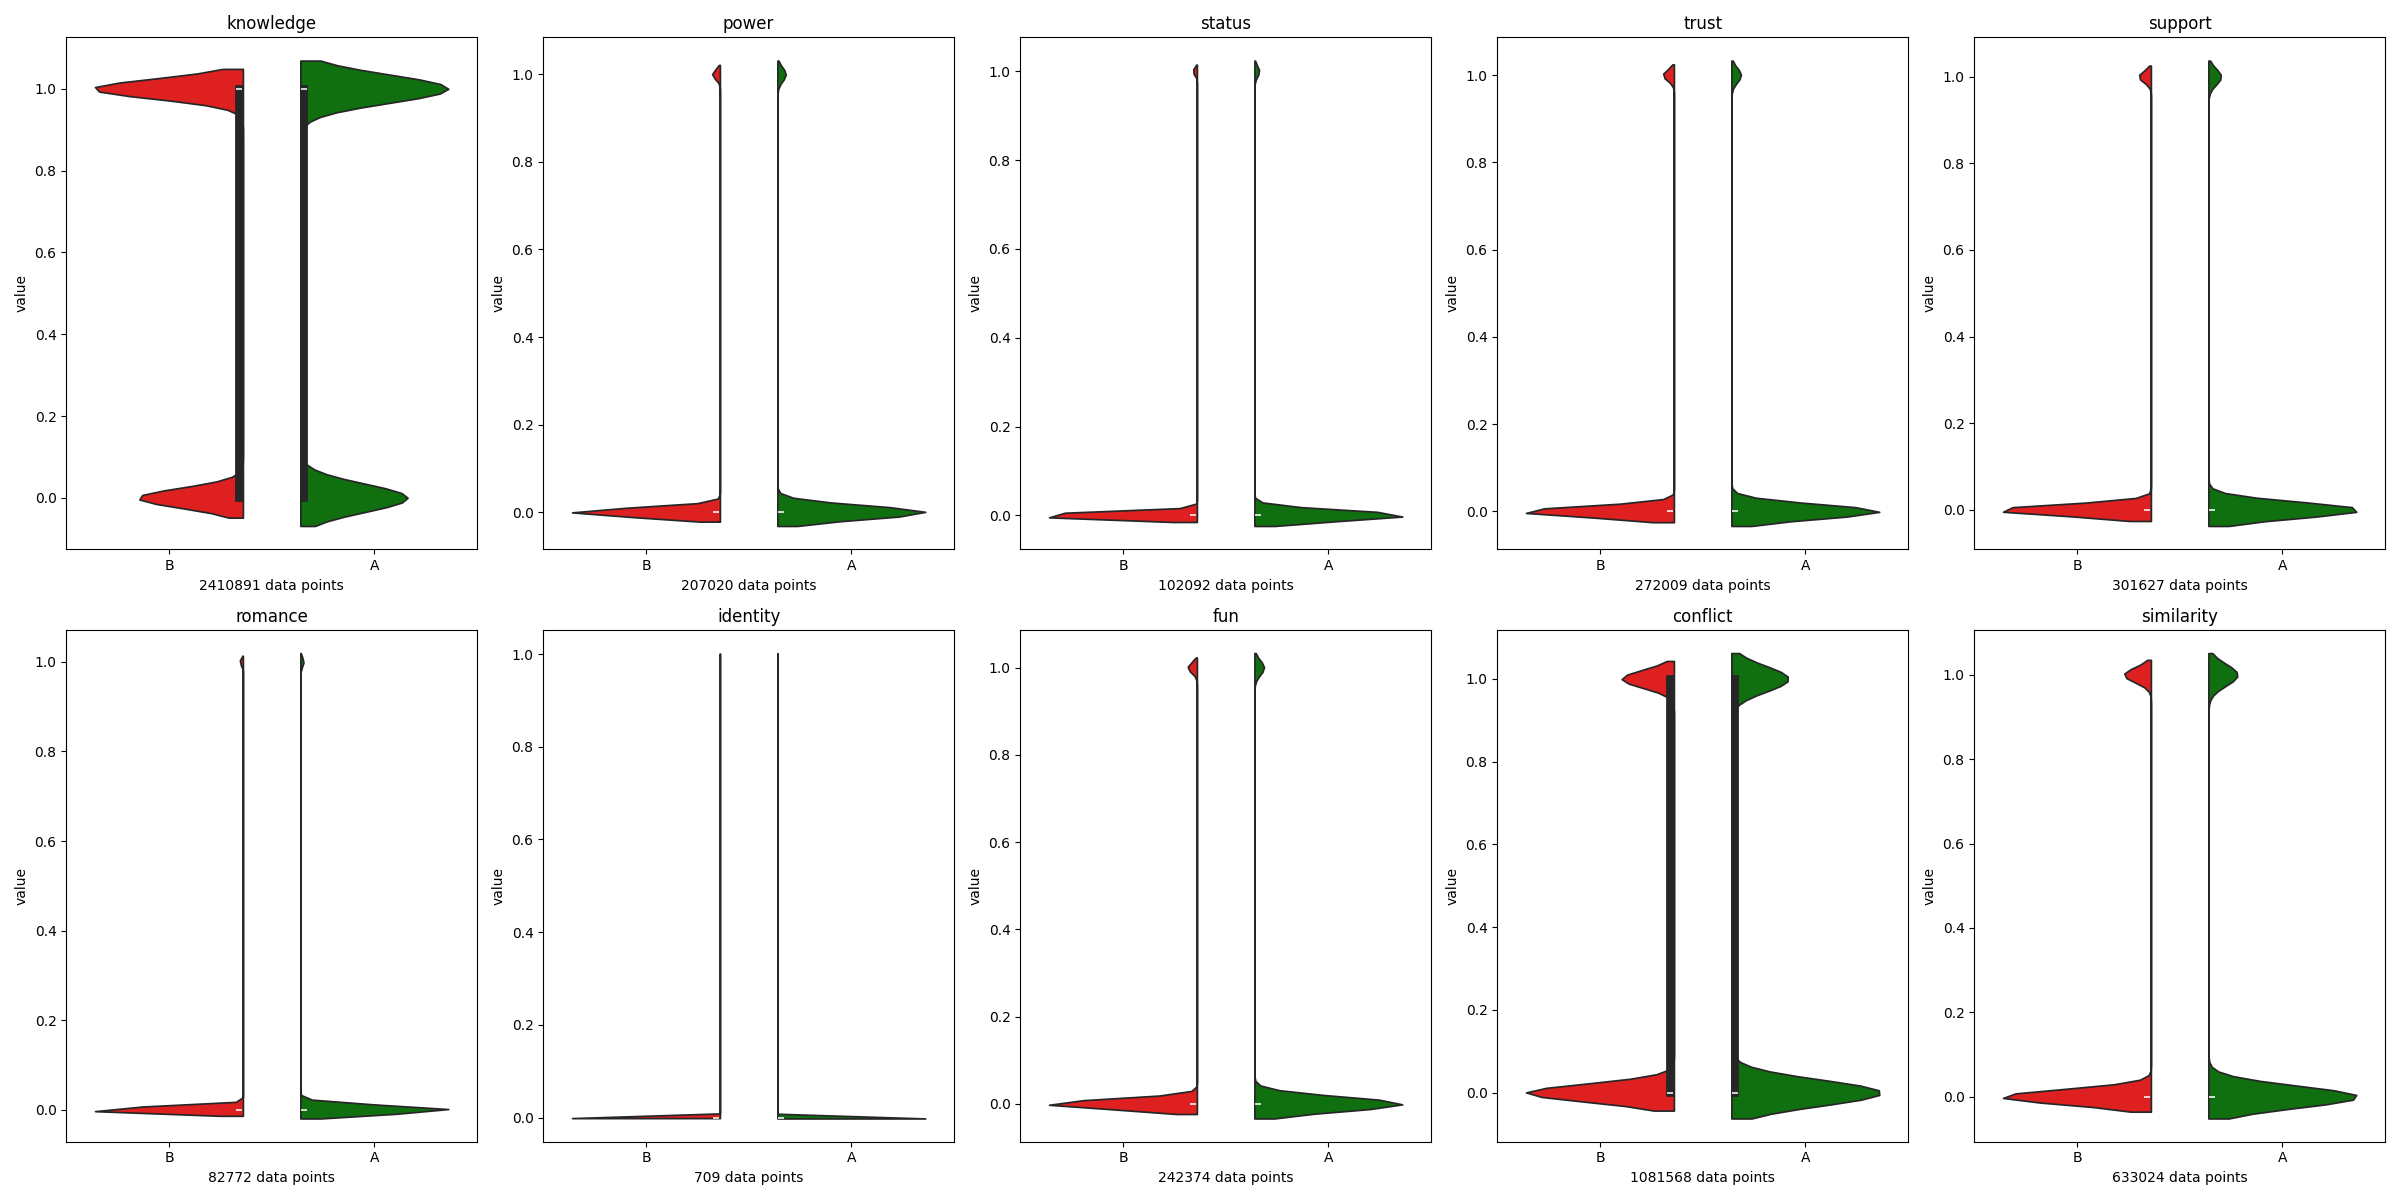 knowledge
power
status
trust
support
value
1.0
0.8
0.6
0.4
0.2
0.0
B A
2410891 data points
value
1.0
0.8
0.6
0.4
0.2
0.0
B A
207020 data points
value
1.0
0.8
0.6
0.4
0.2
0.0
B A
102092 data points
value
1.0
0.8
0.6
0.4
0.2
0.0
B A
272009 data points
value
1.0
0.8
0.6
0.4
0.2
0.0
B A
301627 data points
romance
identity
fun
conflict
similarity
value
1.0
0.8
0.6
0.4
0.2
0.0
B A
82772 data points
value
1.0
0.8
0.6
0.4
0.2
0.0
B A
709 data points
value
1.0
0.8
0.6
0.4
0.2
0.0
B A
242374 data points
value
1.0
0.8
0.6
0.4
0.2
0.0
B A
1081568 data points
value
1.0
0.8
0.6
0.4
0.2
0.0
B A
633024 data points